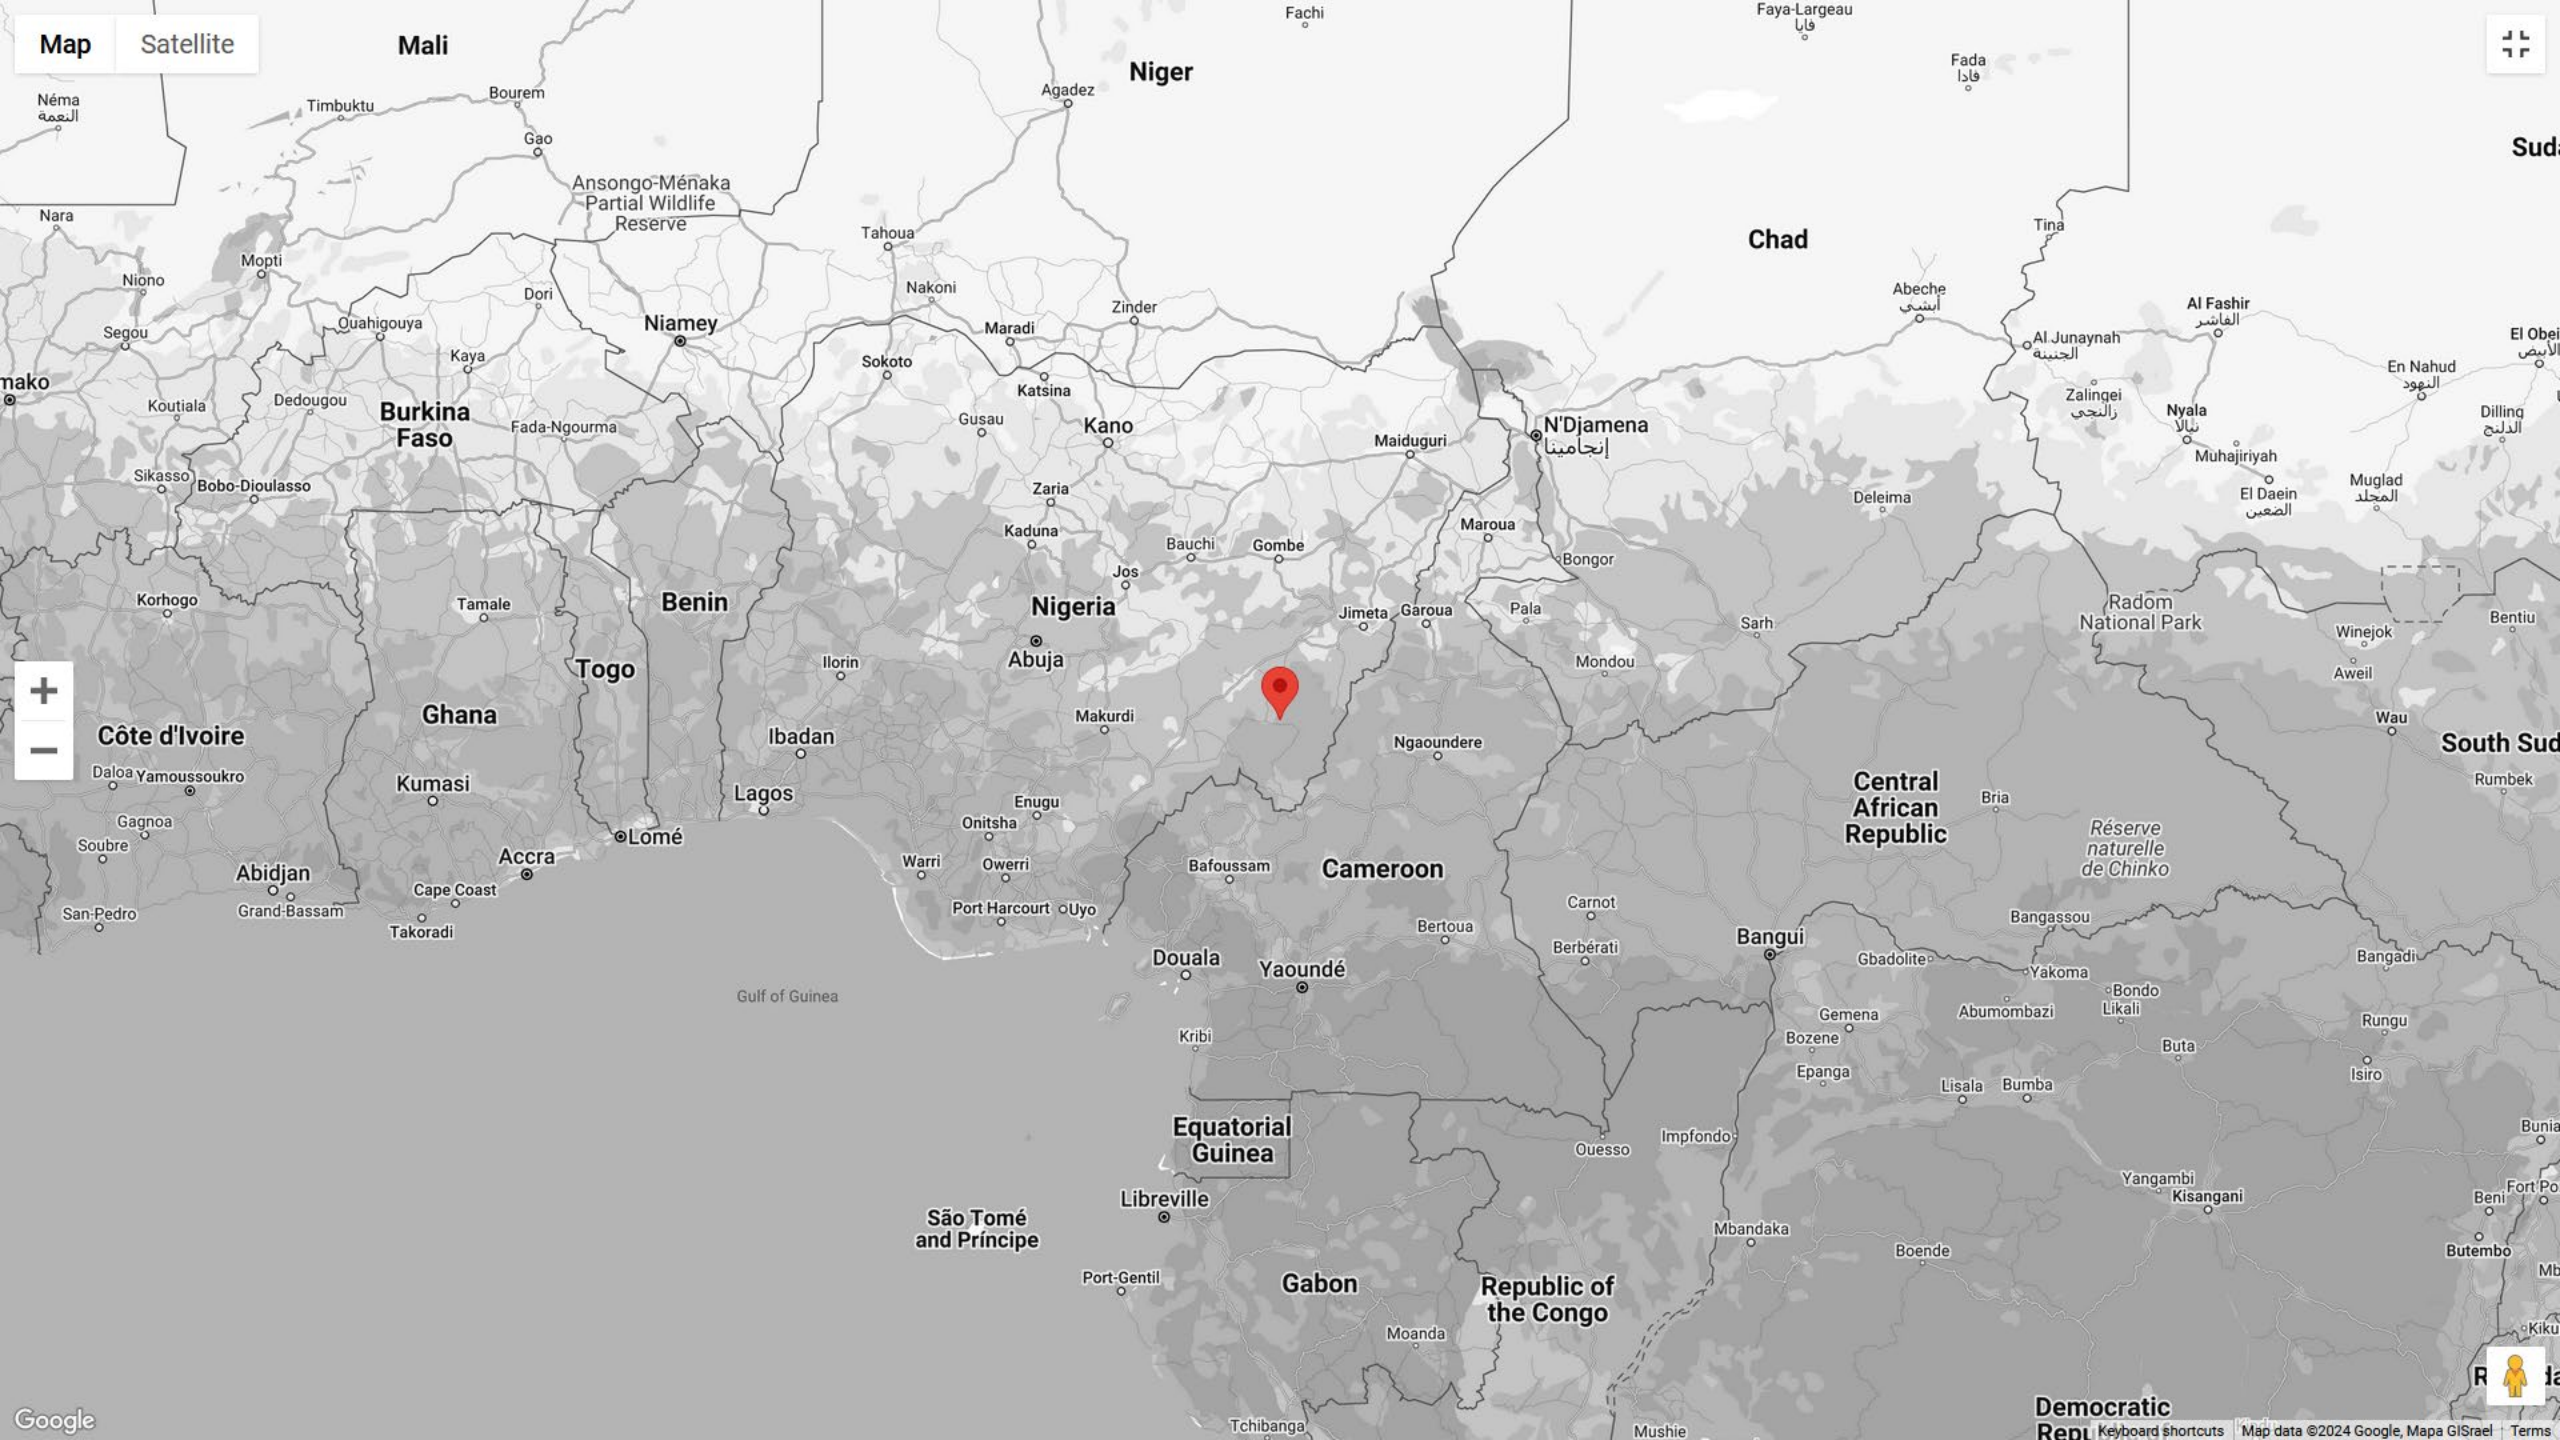 Map
Satellite
Mali
Niger
Fachi
Faya-Largeau
فايا
Fada
فادا
Néma
النعمة
Timbuktu
Bourem
Agadez
Gao
Ansongo-Ménaka
Partial Wildlife
Reserve
Nara
Tahoua
Chad
Tina
Niono
Mopti
Dori
Nakoni
Zinder
Abeche
أبشي
Al Fashir
الفاشر
Segou
Ouahigouya
Niamey
Maradi
Al Junaynah
الجنينة
Kaya
Sokoto
Katsina
En Nahud
النهود
Koutiala
Dedougou
Burkina
Faso
Fada-Ngourma
Gusau
Kano
Maiduguri
N'Djamena
إنجامينا
Zalingei
زالنجي
Nyala
نيالا
Dilling
الدلنج
Muhajiriyah
Sikasso
Bobo-Dioulasso
Zaria
Deleima
El Daein
الضعين
Muglad
المجلد
Kaduna
Bauchi
Gombe
Maroua
Bongor
Jos
Korhogo
Tamale
Benin
Nigeria
Jimeta
Garoua
Pala
Sarh
Radom
National Park
Bentiu
Winejok
Abuja
Togo
Ilorin
Mondou
Aweil
Ghana
Makurdi
Wau
Côte d'Ivoire
Ibadan
Ngaoundere
South Sud
Daloa
Yamoussoukro
Kumasi
Lagos
Enugu
Central
African
Republic
Bria
Rumbek
Gagnoa
Soubre
Onitsha
Lomé
Réserve
naturelle
de Chinko
Abidjan
Accra
Warri
Owerri
Bafoussam
Cameroon
Cape Coast
Grand-Bassam
San-Pedro
Takoradi
Port Harcourt
Uyo
Carnot
Bertoua
Bangassou
Berbérati
Bangui
Gbadolite
Yakoma
Bangadi
Douala
Yaoundé
Gulf of Guinea
Bondo
Likali
Abumombazi
Gemena
Rungu
Kribi
Bozene
Buta
Epanga
Isiro
Lisala
Bumba
Equatorial
Guinea
Ouesso
Impfondo
Bunia
Yangambi
Kisangani
Beni
Libreville
São Tomé
and Príncipe
Mbandaka
Boende
Butembo
Port-Gentil
Gabon
Republic of
the Congo
Moanda
Democratic
Tchibanga
Mushie
Google
Keyboard shortcuts
Map data ©2024 Google, Mapa GISrael
Terms